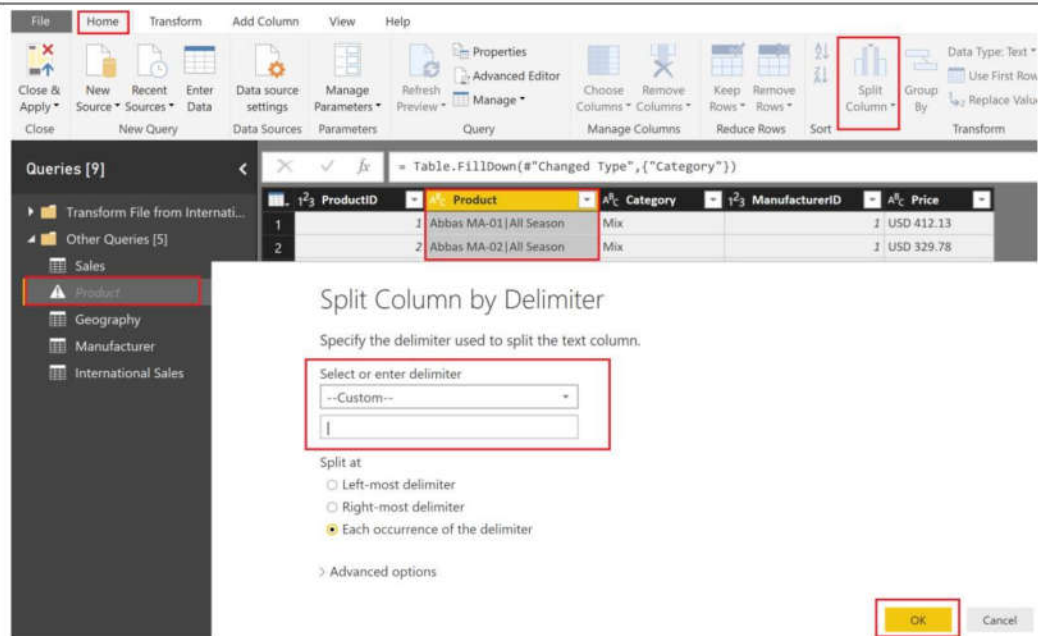 File Home Transform Add Column View Help
Close & Apply
New Source
Recent Sources
Enter Data
Data source settings
Manage Parameters
Refresh Preview
Properties
Advanced Editor
Manage
Choose Columns
Remove Columns
Keep Rows
Remove Rows
Split Column
Group By
Data Type: Text
Use First Row
Replace Valu
Close New Query Data Sources Parameters Query Manage Columns Reduce Rows Sort Transform
Queries [9]
fx = Table.FillDown(#"Changed Type",{"Category"})
Transform File from Internati...
Other Queries [5]
Sales
Product
Geography
Manufacturer
International Sales
1²3 ProductID ABC Product ABC Category 1²3 ManufacturerID ABC Price
1 1 Abbas MA-01|All Season Mix 1 USD 412.13
2 2 Abbas MA-02|All Season Mix 1 USD 329.78
Split Column by Delimiter
Specify the delimiter used to split the text column.
Select or enter delimiter
--Custom--
|
Split at
Left-most delimiter
Right-most delimiter
Each occurrence of the delimiter
Advanced options
OK Cancel